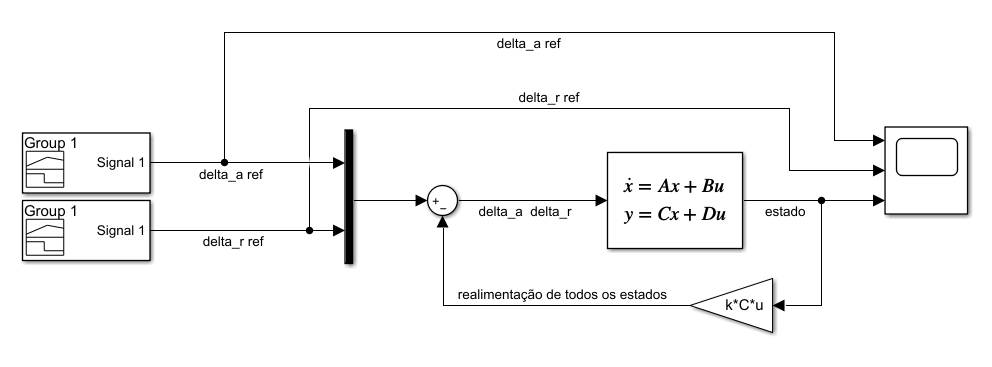 delta_a ref
delta_r ref
Group 1
Signal 1
delta_a ref
Group 1
Signal 1
delta_r ref
+
−
delta_a delta_r
ẋ = Ax + Bu
y = Cx + Du
estado
realimentação de todos os estados
k*C*u